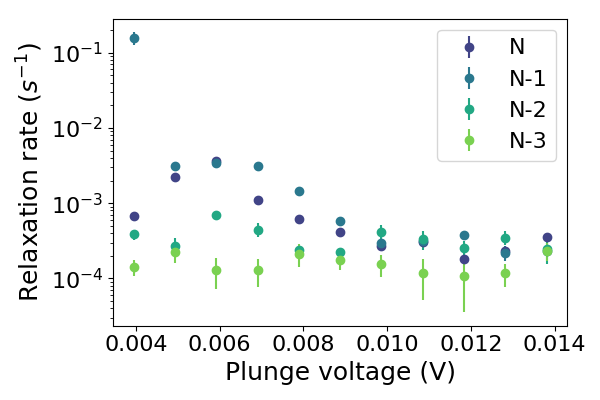 Relaxation rate (s⁻¹)
10⁻¹
10⁻²
10⁻³
10⁻⁴
N
N-1
N-2
N-3
0.004 0.006 0.008 0.010 0.012 0.014
Plunge voltage (V)